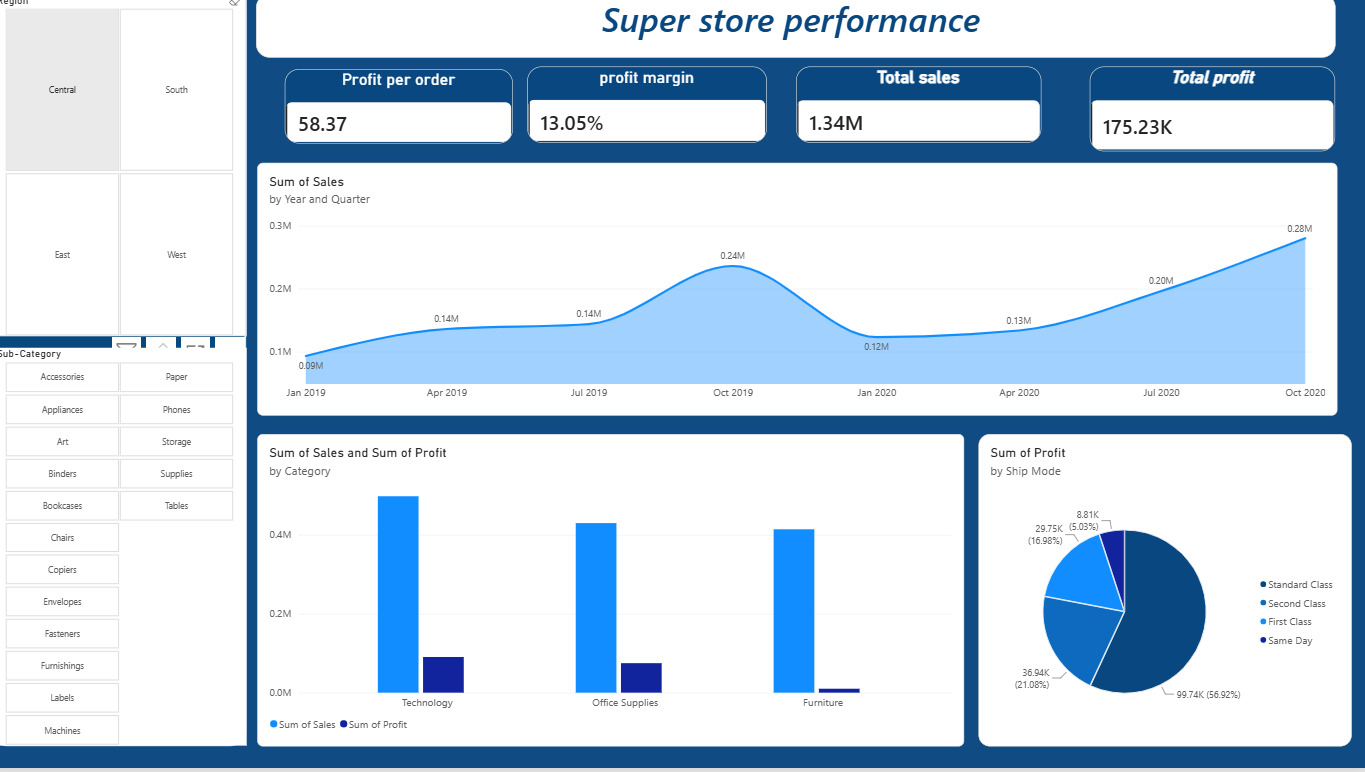 Region
Central
South
East
West
Sub-Category
Accessories
Paper
Appliances
Phones
Art
Storage
Binders
Supplies
Bookcases
Tables
Chairs
Copiers
Envelopes
Fasteners
Furnishings
Labels
Machines
Super store performance
Profit per order
58.37
profit margin
13.05%
Total sales
1.34M
Total profit
175.23K
Sum of Sales
by Year and Quarter
0.3M
0.2M
0.1M
0.09M
0.14M
0.14M
0.24M
0.12M
0.13M
0.20M
0.28M
Jan 2019
Apr 2019
Jul 2019
Oct 2019
Jan 2020
Apr 2020
Jul 2020
Oct 2020
Sum of Sales and Sum of Profit
by Category
0.4M
0.2M
0.0M
Technology
Office Supplies
Furniture
Sum of Sales
Sum of Profit
Sum of Profit
by Ship Mode
8.81K
(5.03%)
29.75K
(16.98%)
36.94K
(21.08%)
99.74K (56.92%)
Standard Class
Second Class
First Class
Same Day